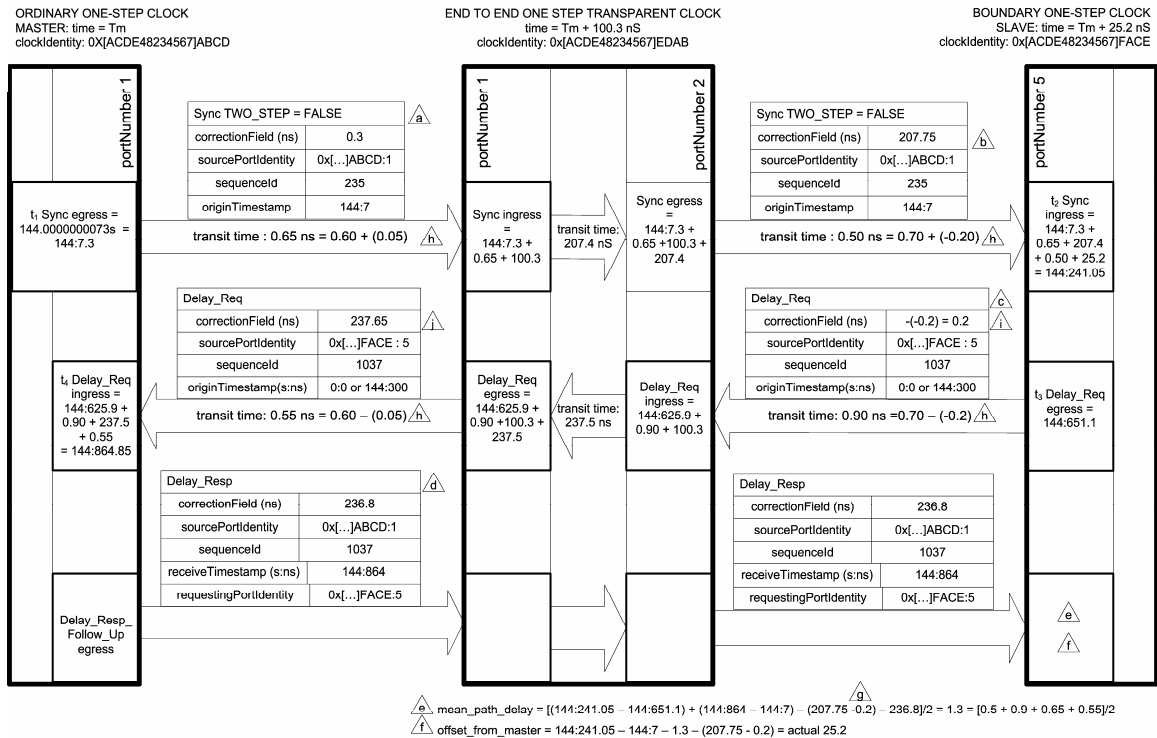 ORDINARY ONE-STEP CLOCK
MASTER: time = Tm
clockIdentity: 0X[ACDE48234567]ABCD
END TO END ONE STEP TRANSPARENT CLOCK
time = Tm + 100.3 nS
clockIdentity: 0x[ACDE48234567]EDAB
BOUNDARY ONE-STEP CLOCK
SLAVE: time = Tm + 25.2 nS
clockIdentity: 0x[ACDE48234567]FACE
portNumber 1
portNumber 1
portNumber 2
portNumber 5
Sync TWO_STEP = FALSE
a
correctionField (ns) 0.3
sourcePortIdentity 0x[...]ABCD:1
sequenceId 235
originTimestamp 144:7
Sync TWO_STEP = FALSE
b
correctionField (ns) 207.75
sourcePortIdentity 0x[...]ABCD:1
sequenceId 235
originTimestamp 144:7
t1 Sync egress =
144.0000000073s =
144:7.3
transit time : 0.65 ns = 0.60 + (0.05) h
Sync ingress
=
144:7.3 +
0.65 + 100.3
transit time:
207.4 nS
Sync egress
=
144:7.3 +
0.65 +100.3 +
207.4
transit time : 0.50 ns = 0.70 + (-0.20) h
t2 Sync
ingress =
144:7.3 +
0.65 + 207.4
+ 0.50 + 25.2
= 144:241.05
Delay_Req
correctionField (ns) 237.65
j
sourcePortIdentity 0x[...]FACE : 5
sequenceId 1037
originTimestamp(s:ns) 0:0 or 144:300
Delay_Req
c
correctionField (ns) -(-0.2) = 0.2
i
sourcePortIdentity 0x[...]FACE : 5
sequenceId 1037
originTimestamp(s:ns) 0:0 or 144:300
t4 Delay_Req
ingress =
144:625.9 +
0.90 + 237.5
+ 0.55
= 144:864.85
transit time: 0.55 ns = 0.60 – (0.05) h
Delay_Req
egress =
144:625.9 +
0.90 +100.3 +
237.5
transit time:
237.5 ns
Delay_Req
ingress =
144:625.9 +
0.90 + 100.3
transit time: 0.90 ns =0.70 – (-0.2) h
t3 Delay_Req
egress =
144:651.1
Delay_Resp
d
correctionField (ns) 236.8
sourcePortIdentity 0x[...]ABCD:1
sequenceId 1037
receiveTimestamp (s:ns) 144:864
requestingPortIdentity 0x[...]FACE:5
Delay_Resp
correctionField (ns) 236.8
sourcePortIdentity 0x[...]ABCD:1
sequenceId 1037
receiveTimestamp (s:ns) 144:864
requestingPortIdentity 0x[...]FACE:5
Delay_Resp_
Follow_Up
egress
e
f
g
e mean_path_delay = [(144:241.05 – 144:651.1) + (144:864 – 144:7) – (207.75 -0.2) – 236.8]/2 = 1.3 = [0.5 + 0.9 + 0.65 + 0.55]/2
f offset_from_master = 144:241.05 – 144:7 – 1.3 – (207.75 - 0.2) = actual 25.2